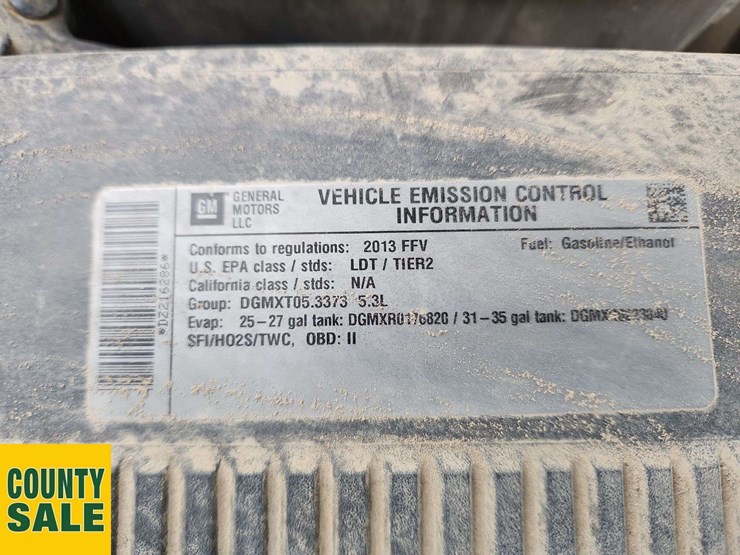 GM
GENERAL
MOTORS
LLC
VEHICLE EMISSION CONTROL
INFORMATION
Conforms to regulations: 2013 FFV
Fuel: Gasoline/Ethanol
U.S. EPA class / stds: LDT / TIER2
California class / stds: N/A
Group: DGMXT05.3373 5.3L
Evap: 25-27 gal tank: DGMXR0176820 / 31-35 gal tank:
SFI/HO2S/TWC, OBD: II
*DZ216286*
COUNTY
SALE